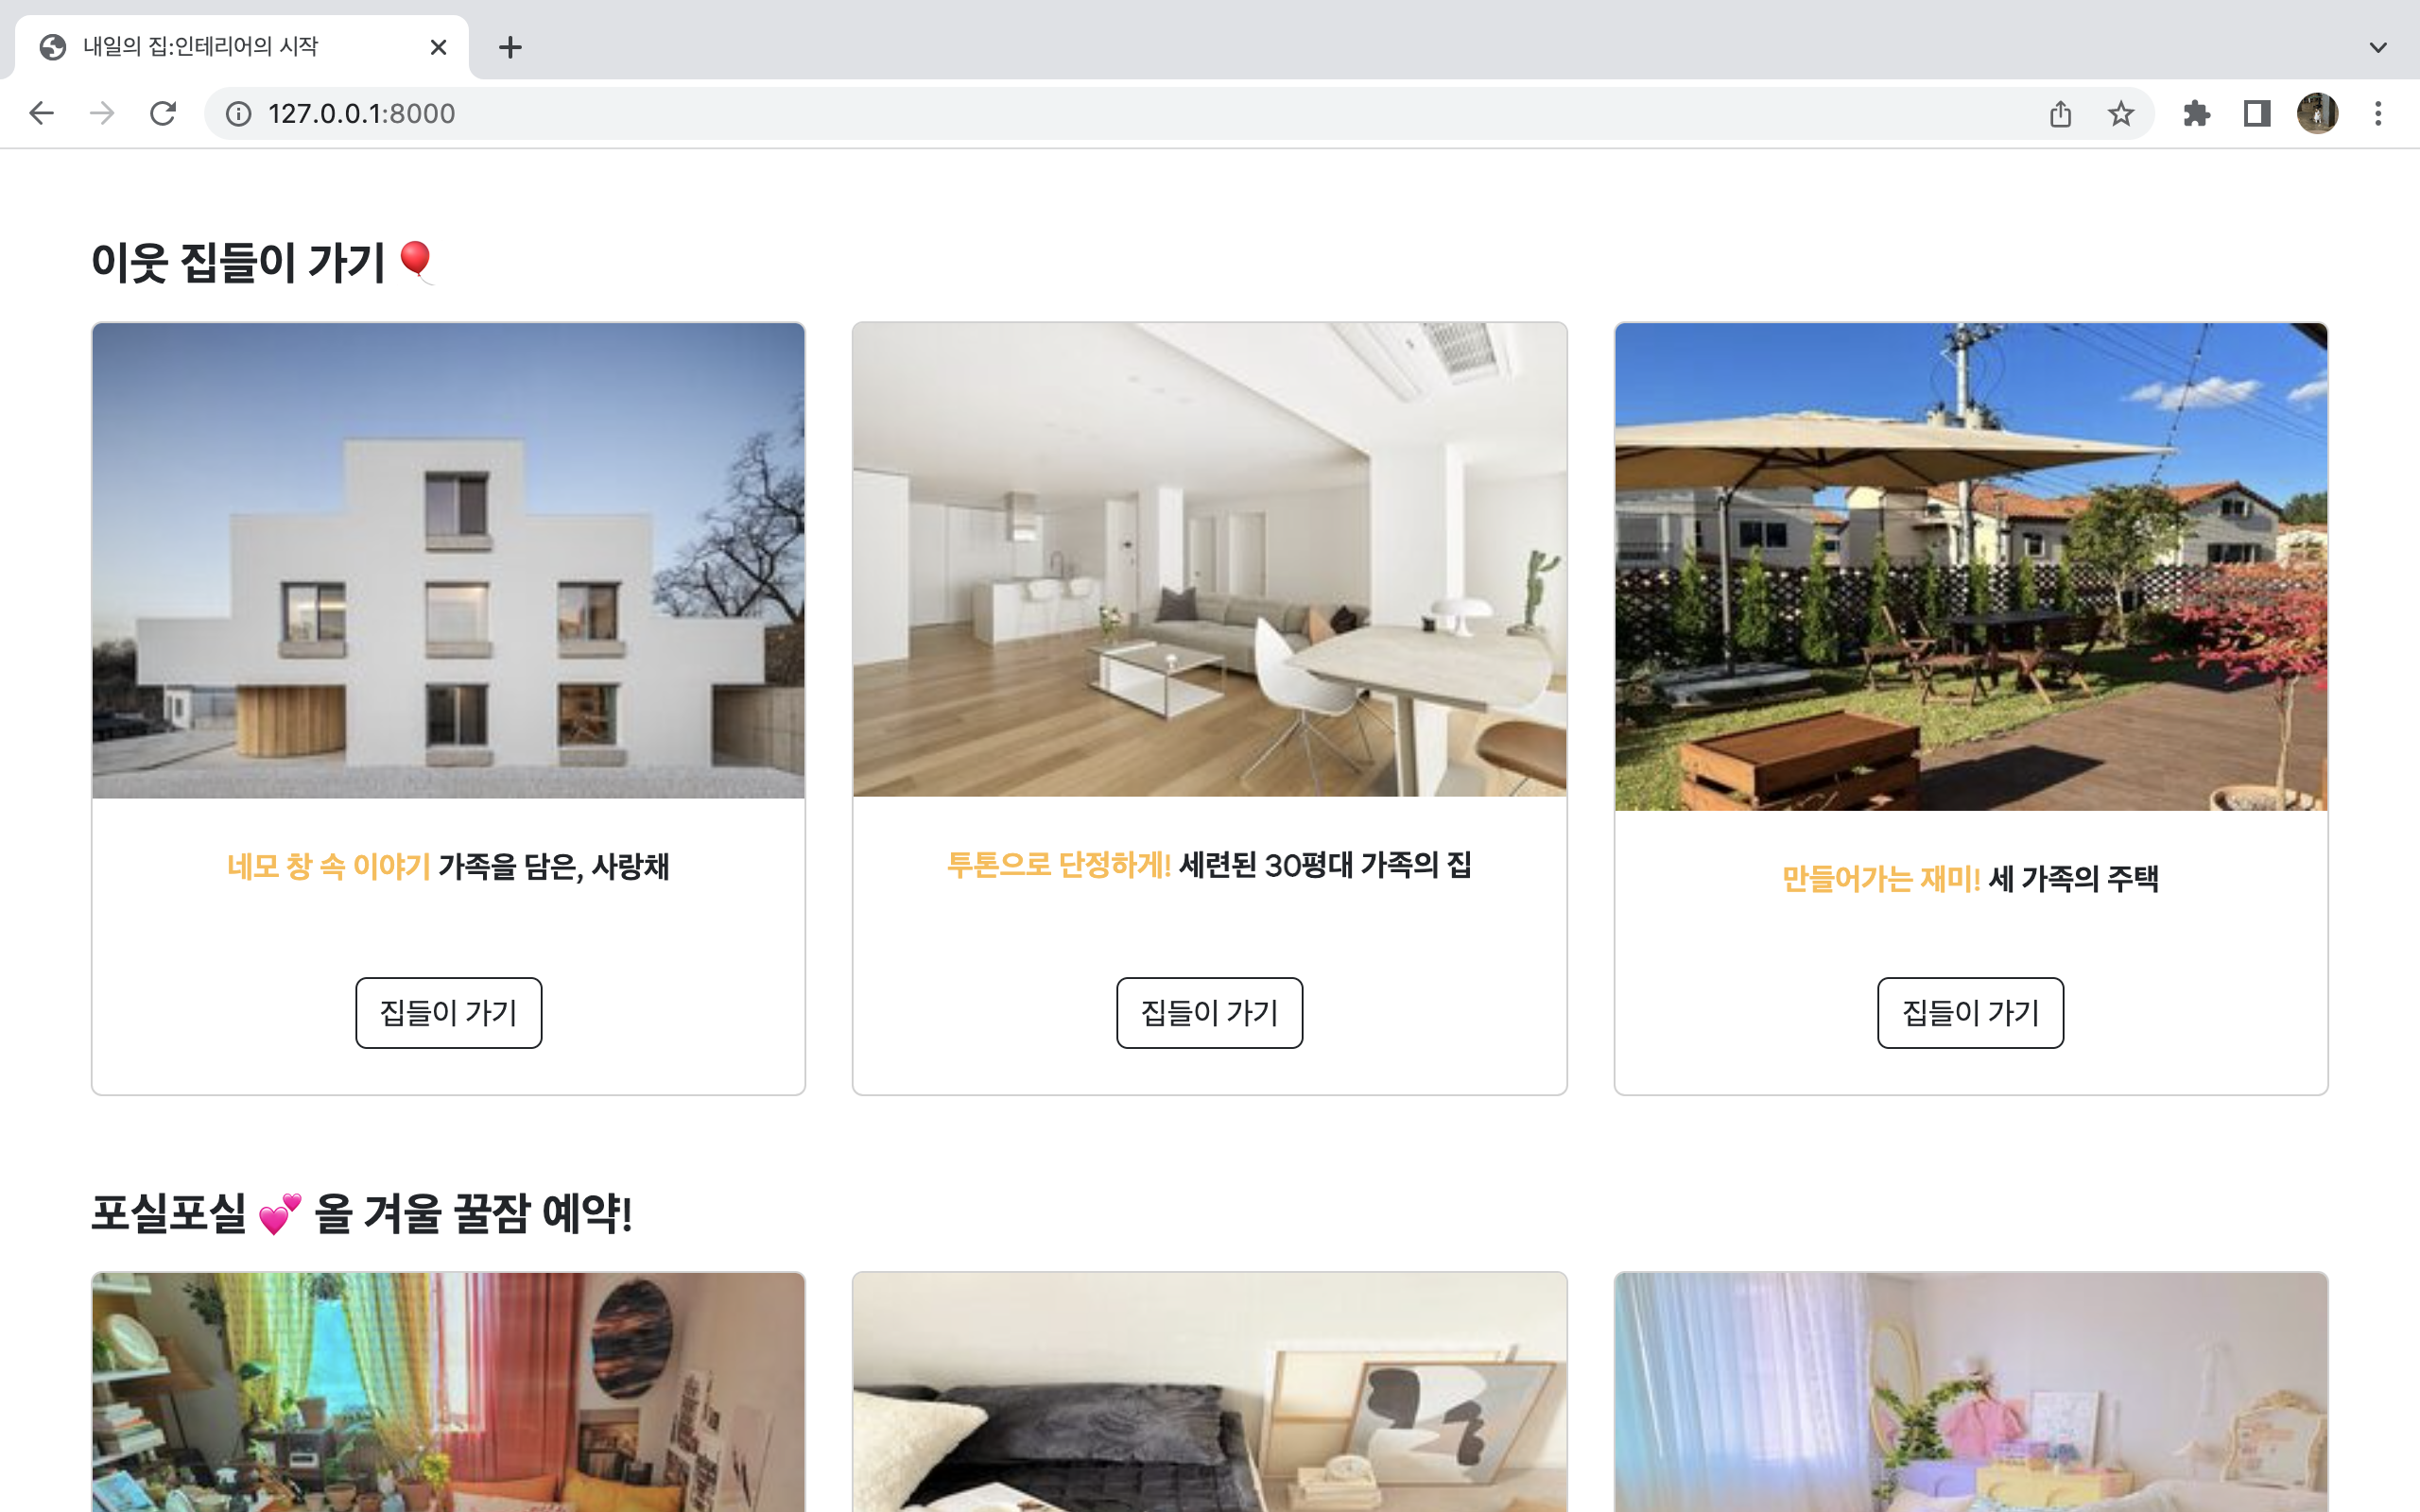 내일의 집:인테리어의 시작
127.0.0.1:8000
이웃 집들이 가기 🎈
네모 창 속 이야기 가족을 담은, 사랑채
투톤으로 단정하게! 세련된 30평대 가족의 집
만들어가는 재미! 세 가족의 주택
집들이 가기
집들이 가기
집들이 가기
포실포실 💕 올 겨울 꿀잠 예약!